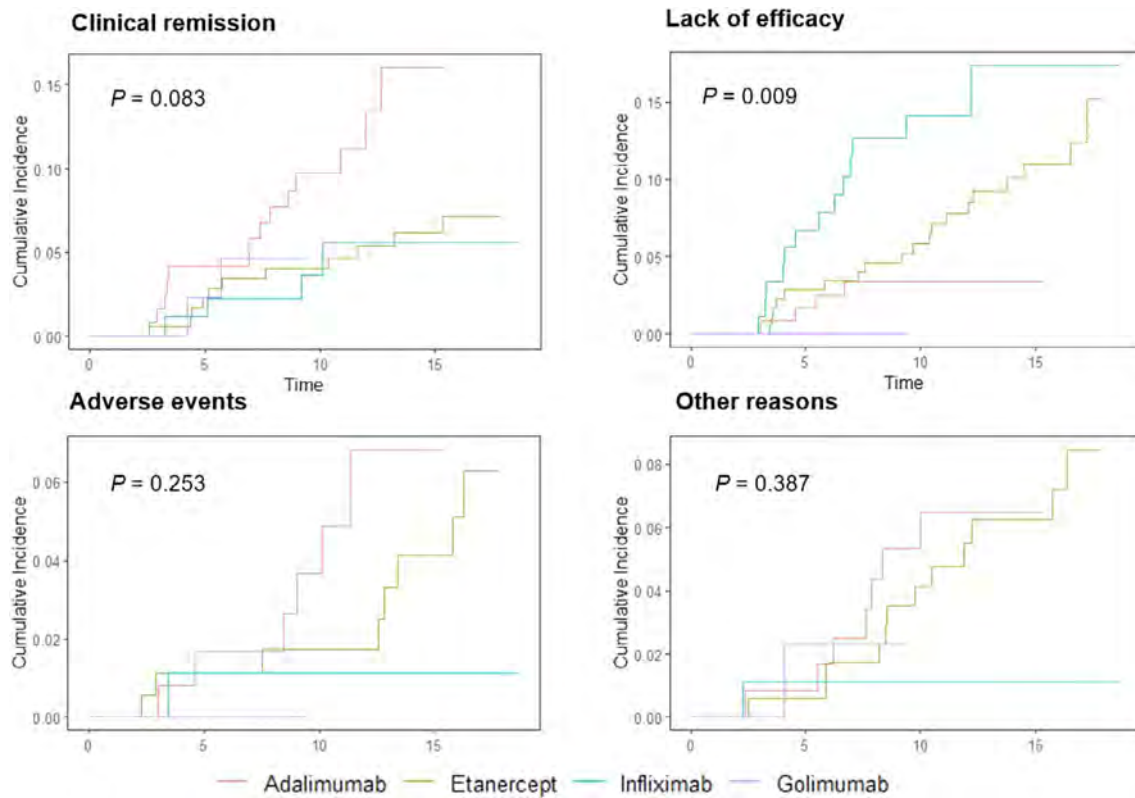 Clinical remission
Lack of efficacy
P = 0.083
P = 0.009
Cumulative Incidence
0.15
0.10
0.05
0.00
0 5 10 15
Time
Cumulative Incidence
0.15
0.10
0.05
0.00
0 5 10 15
Time
Adverse events
Other reasons
P = 0.253
P = 0.387
Cumulative Incidence
0.06
0.04
0.02
0.00
0 5 10 15
Cumulative Incidence
0.08
0.06
0.04
0.02
0.00
0 5 10 15
Adalimumab Etanercept Infliximab Golimumab